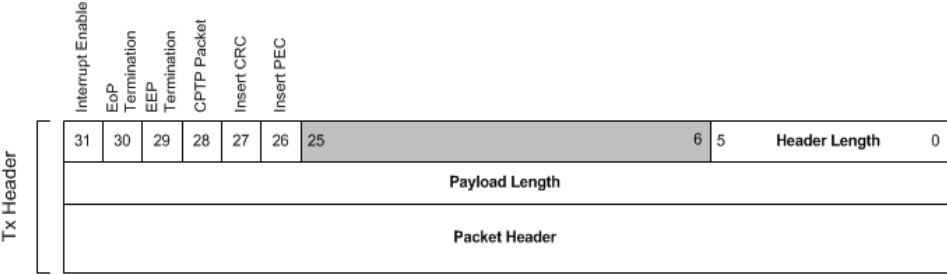 Interrupt Enable
EoP
Termination
EEP
Termination
CPTP Packet
Insert CRC
Insert PEC
Tx Header
31 30 29 28 27 26 25 6 5 Header Length 0
Payload Length
Packet Header